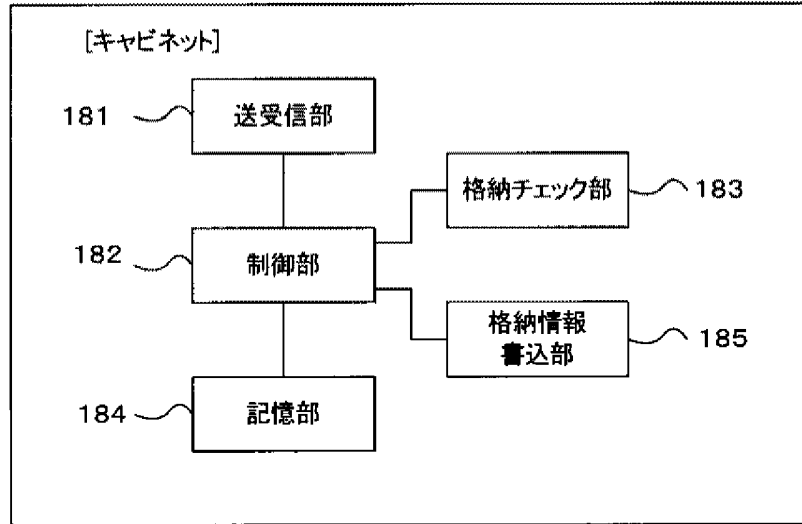 [キャビネット]
181
送受信部
格納チェック部
183
182
制御部
格納情報
書込部
185
184
記憶部